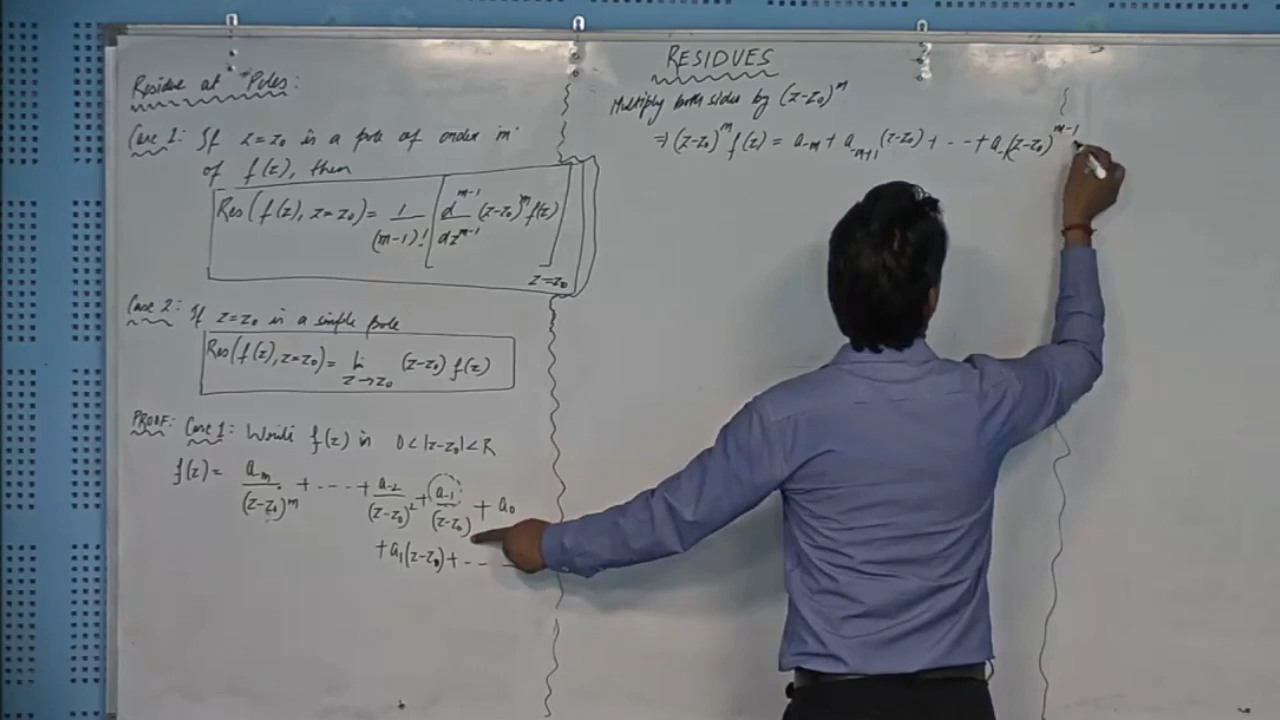 Residue at Poles:
Case 1: If z=z₀ is a pole of order 'm'
of f(z), then
Res(f(z), z=z₀) = 1/(m-1)! [d^{m-1}/dz^{m-1} (z-z₀)^m f(z)]_{z=z₀}
Case 2: If z=z₀ is a simple pole
Res(f(z), z=z₀) = lt_{z→z₀} (z-z₀) f(z)
PROOF: Case 1: Write f(z) in 0<|z-z₀|<R
f(z) = a₋ₘ/(z-z₀)^m + --- + a₋₂/(z-z₀)² + a₋₁/(z-z₀) + a₀
+ a₁(z-z₀) + ---
RESIDUES
Multiply both sides by (z-z₀)^m
⇒ (z-z₀)^m f(z) = a₋ₘ + a₋ₘ₊₁ (z-z₀) + - - + a₋₁(z-z₀)^{m-1}